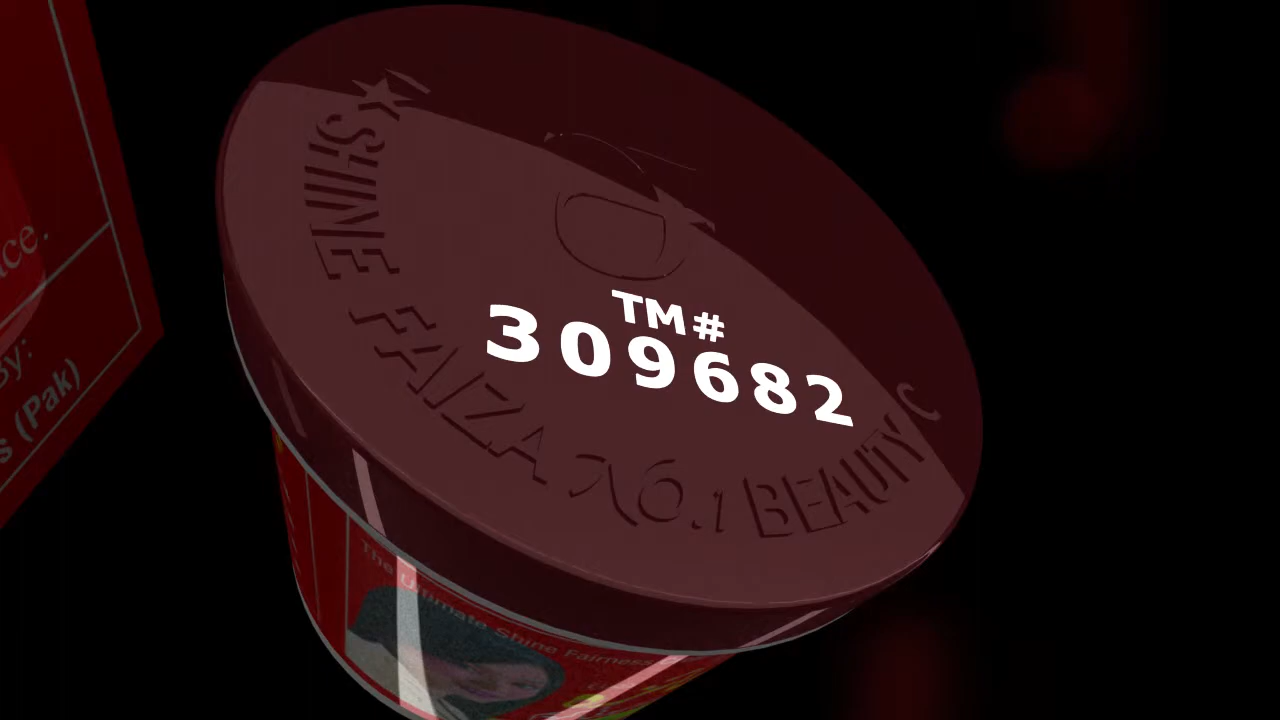 SHINE FAIZA NO.1 BEAUTY C
TM#
309682
ce.
By:
s (Pak)
The Ultimate Shine Fairness